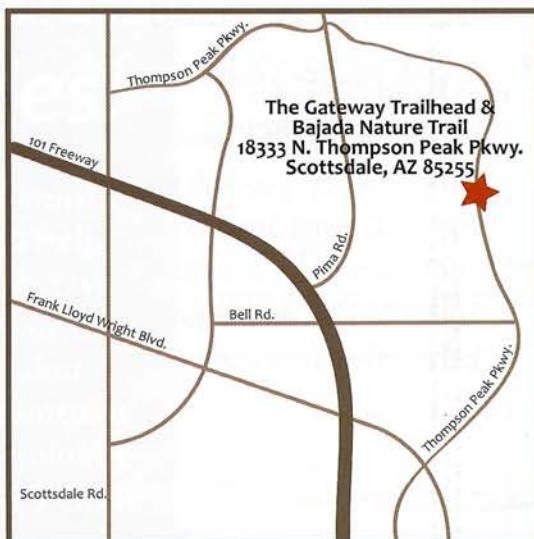 Thompson Peak Pkwy.
The Gateway Trailhead &
Bajada Nature Trail
18333 N. Thompson Peak Pkwy.
Scottsdale, AZ 85255
101 Freeway
Pima Rd.
Frank Lloyd Wright Blvd.
Bell Rd.
Thompson Peak Pkwy.
Scottsdale Rd.